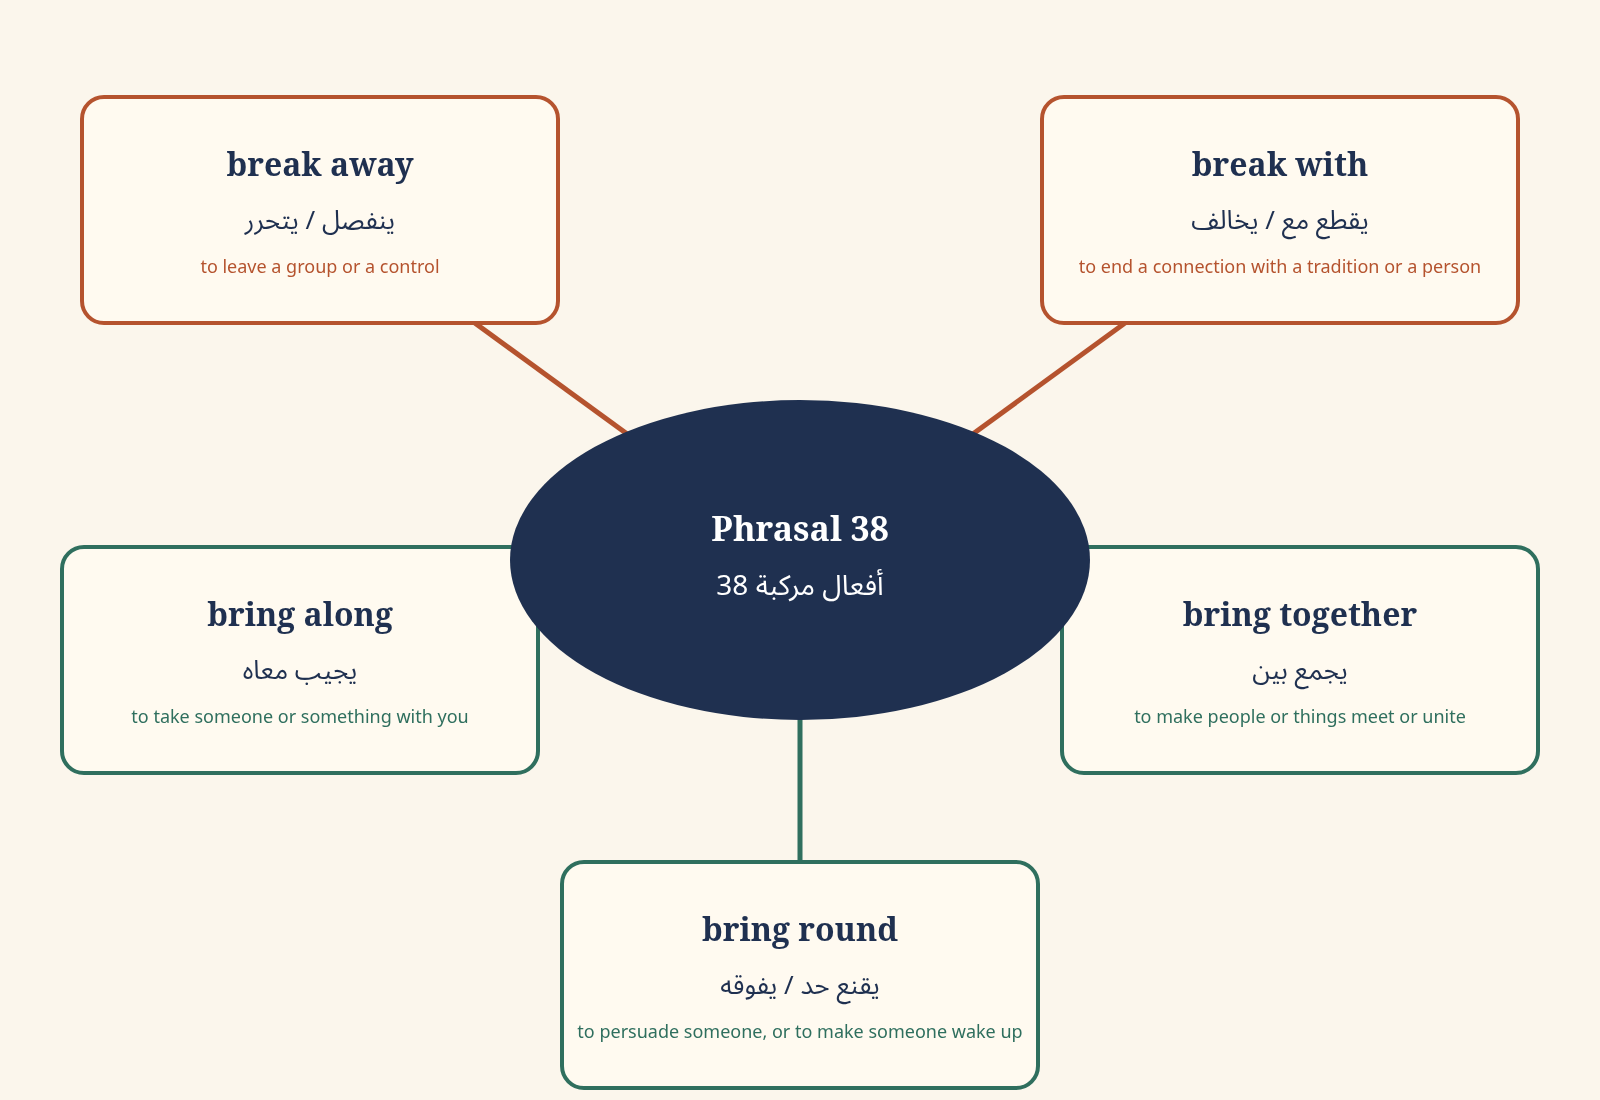 break away
ينفصل / يتحرر
to leave a group or a control
break with
يقطع مع / يخالف
to end a connection with a tradition or a person
Phrasal 38
أفعال مركبة 38
bring along
يجيب معاه
to take someone or something with you
bring together
يجمع بين
to make people or things meet or unite
bring round
يقنع حد / يفوقه
to persuade someone, or to make someone wake up